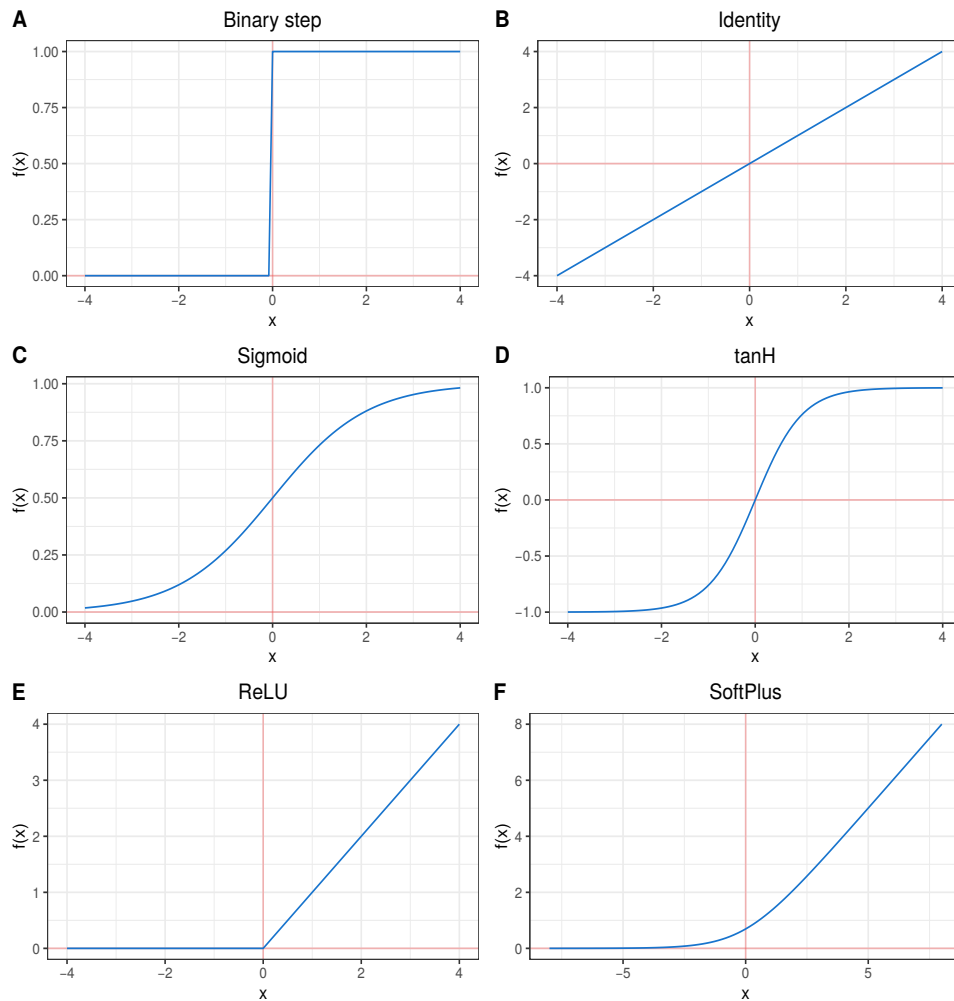 A Binary step
1.00
0.75
0.50
0.25
0.00
f(x)
−4 −2 0 2 4
x
B Identity
4
2
0
−2
−4
f(x)
−4 −2 0 2 4
x
C Sigmoid
1.00
0.75
0.50
0.25
0.00
f(x)
−4 −2 0 2 4
x
D tanH
1.0
0.5
0.0
−0.5
−1.0
f(x)
−4 −2 0 2 4
x
E ReLU
4
3
2
1
0
f(x)
−4 −2 0 2 4
x
F SoftPlus
8
6
4
2
0
f(x)
-5 0 5
x